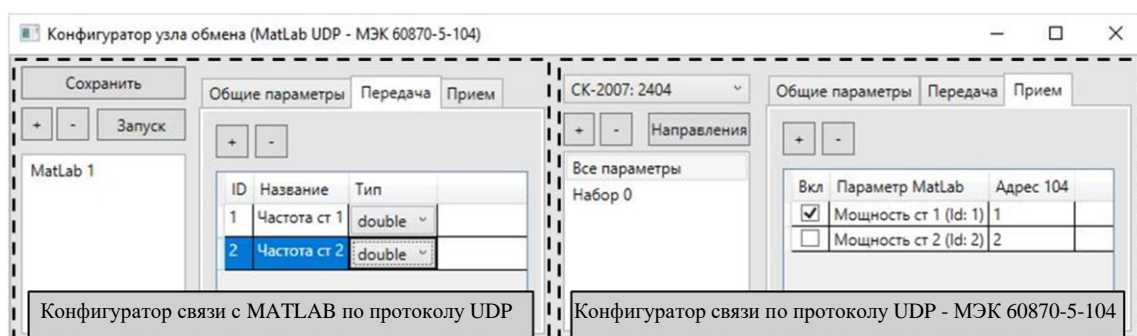 Конфигуратор узла обмена (MatLab UDP - МЭК 60870-5-104)
Сохранить
+ - Запуск
MatLab 1
Общие параметры Передача Прием
+ -
ID Название Тип
1 Частота ст 1 double
2 Частота ст 2 double
Конфигуратор связи с MATLAB по протоколу UDP
СК-2007: 2404
+ - Направления
Все параметры
Набор 0
Общие параметры Передача Прием
+ -
Вкл Параметр MatLab Адрес 104
Мощность ст 1 (Id: 1) 1
Мощность ст 2 (Id: 2) 2
Конфигуратор связи по протоколу UDP - МЭК 60870-5-104